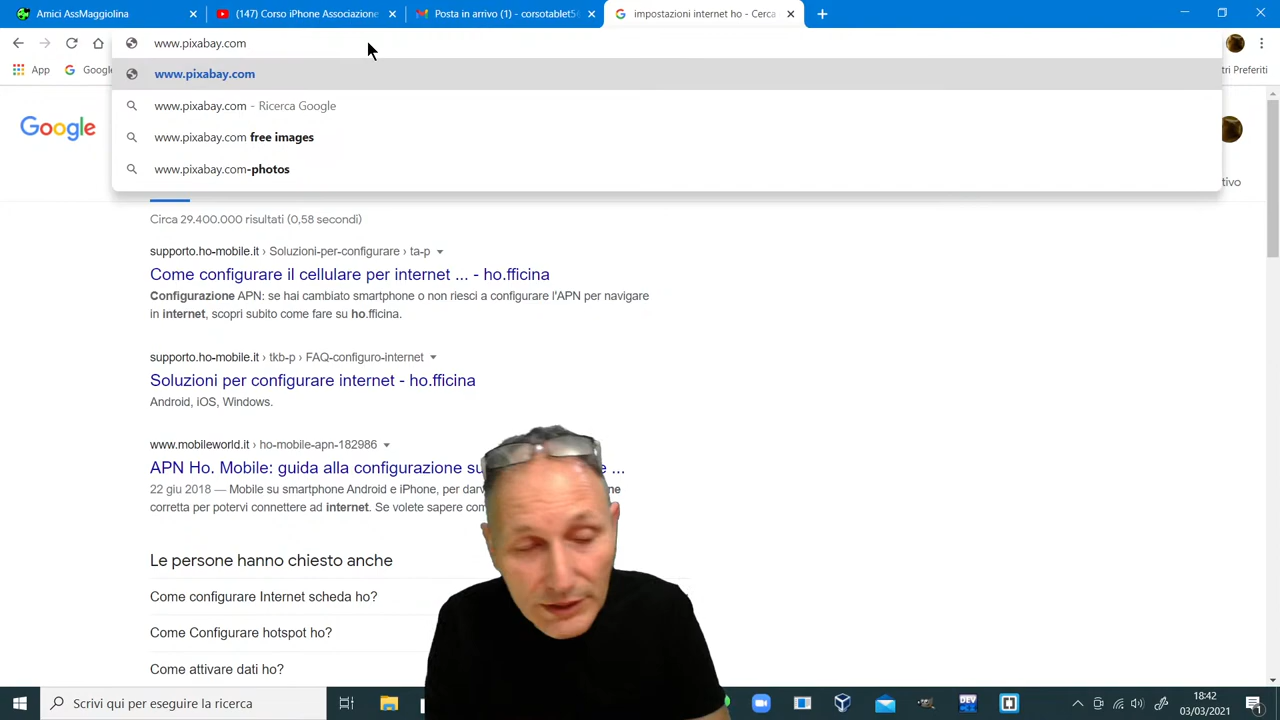 Amici AssMaggiolina
(147) Corso iPhone Associazione
Posta in arrivo (1) - corsotablet5
impostazioni internet ho - Cerca
www.pixabay.com
App
Google
tri Preferiti
www.pixabay.com
www.pixabay.com - Ricerca Google
www.pixabay.com free images
www.pixabay.com-photos
Google
tivo
Circa 29.400.000 risultati (0,58 secondi)
supporto.ho-mobile.it › Soluzioni-per-configurare › ta-p
Come configurare il cellulare per internet ... - ho.fficina
Configurazione APN: se hai cambiato smartphone o non riesci a configurare l'APN per navigare
in internet, scopri subito come fare su ho.fficina.
supporto.ho-mobile.it › tkb-p › FAQ-configuro-internet
Soluzioni per configurare internet - ho.fficina
Android, iOS, Windows.
www.mobileworld.it › ho-mobile-apn-182986
APN Ho. Mobile: guida alla configurazione su ...
22 giu 2018 — Mobile su smartphone Android e iPhone, per darv ne
corretta per potervi connettere ad internet. Se volete sapere com
Le persone hanno chiesto anche
Come configurare Internet scheda ho?
Come Configurare hotspot ho?
Come attivare dati ho?
Scrivi qui per eseguire la ricerca
DEV
18:42
03/03/2021
1